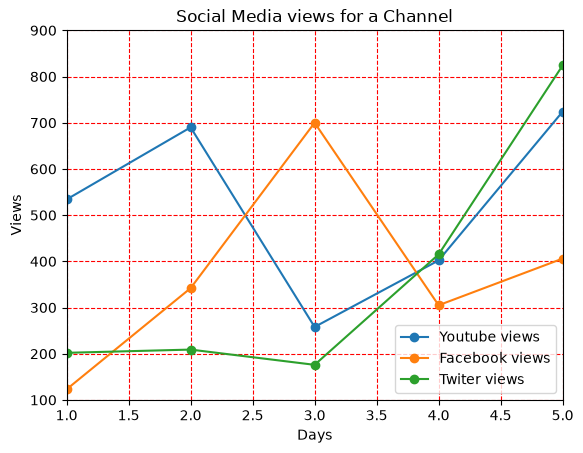 Social Media views for a Channel
900
800
700
600
500
400
300
200
100
Views
1.0 1.5 2.0 2.5 3.0 3.5 4.0 4.5 5.0
Days
Youtube views
Facebook views
Twiter views